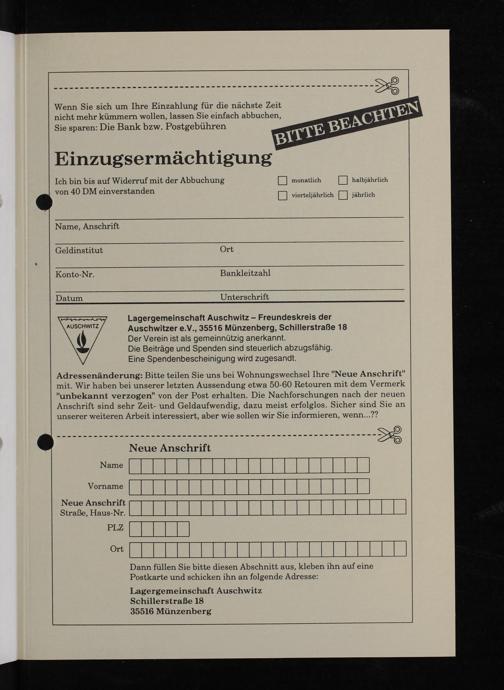 Wenn Sie sich um Ihre Einzahlung für die nächste Zeit
nicht mehr kümmern wollen, lassen Sie einfach abbuchen,
Sie sparen: Die Bank bzw. Postgebühren
BITTE BEACHTEN
Einzugsermächtigung
Ich bin bis auf Widerruf mit der Abbuchung
von 40 DM einverstanden
monatlich halbjährlich
vierteljährlich jährlich
Name, Anschrift
Geldinstitut Ort
Konto-Nr. Bankleitzahl
Datum Unterschrift
AUSCHWITZ
Lagergemeinschaft Auschwitz – Freundeskreis der
Auschwitzer e.V., 35516 Münzenberg, Schillerstraße 18
Der Verein ist als gemeinnützig anerkannt.
Die Beiträge und Spenden sind steuerlich abzugsfähig.
Eine Spendenbescheinigung wird zugesandt.
Adressenänderung: Bitte teilen Sie uns bei Wohnungswechsel Ihre "Neue Anschrift"
mit. Wir haben bei unserer letzten Aussendung etwa 50-60 Retouren mit dem Vermerk
"unbekannt verzogen" von der Post erhalten. Die Nachforschungen nach der neuen
Anschrift sind sehr Zeit- und Geldaufwendig, dazu meist erfolglos. Sicher sind Sie an
unserer weiteren Arbeit interessiert, aber wie sollen wir Sie informieren, wenn...??
Neue Anschrift
Name
Vorname
Neue Anschrift
Straße, Haus-Nr.
PLZ
Ort
Dann füllen Sie bitte diesen Abschnitt aus, kleben ihn auf eine
Postkarte und schicken ihn an folgende Adresse:
Lagergemeinschaft Auschwitz
Schillerstraße 18
35516 Münzenberg